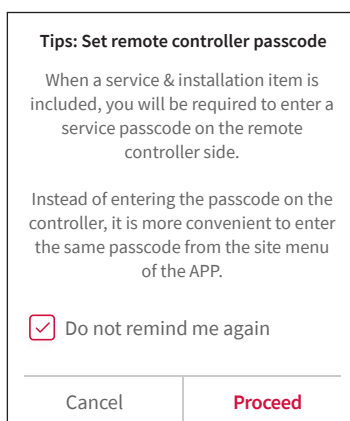 Tips: Set remote controller passcode
When a service & installation item is
included, you will be required to enter a
service passcode on the remote
controller side.
Instead of entering the passcode on the
controller, it is more convenient to enter
the same passcode from the site menu
of the APP.
Do not remind me again
Cancel
Proceed